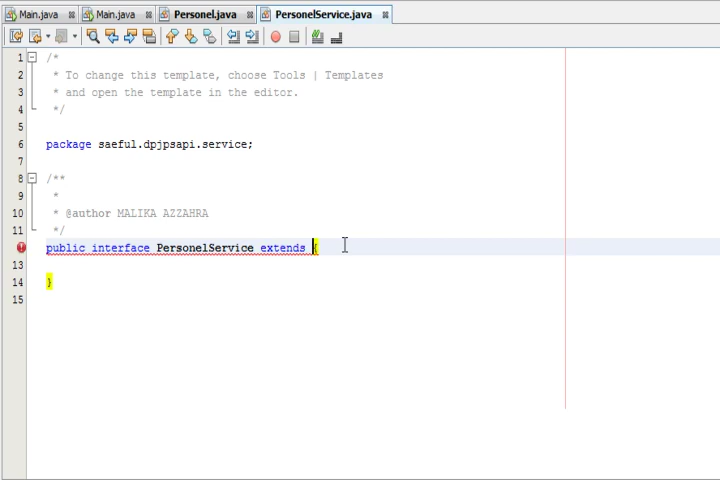 Main.java Main.java Personel.java PersonelService.java
1 /*
2 * To change this template, choose Tools | Templates
3 * and open the template in the editor.
4 */
5
6 package saeful.dpjpsapi.service;
7
8 /**
9 *
10 * @author MALIKA AZZAHRA
11 */
public interface PersonelService extends {
13
14 }
15